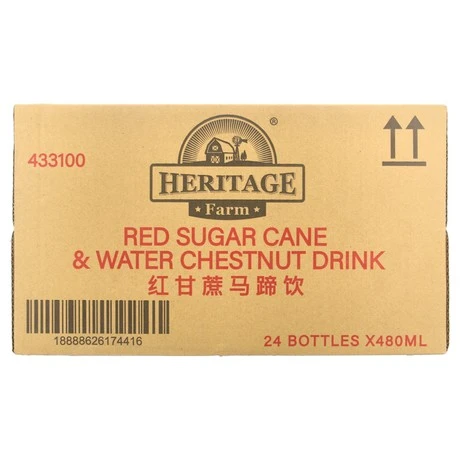 ®
433100
HERITAGE
★ Farm ★
RED SUGAR CANE
& WATER CHESTNUT DRINK
红甘蔗马蹄饮
18888626174416
24 BOTTLES X480ML